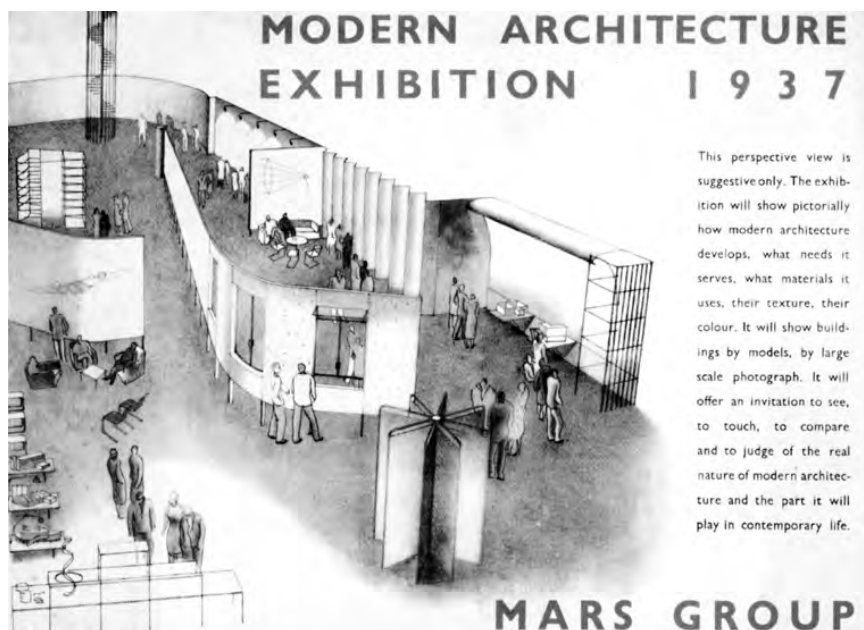 MODERN ARCHITECTURE
EXHIBITION 1937
This perspective view is
suggestive only. The exhib-
ition will show pictorially
how modern architecture
develops, what needs it
serves, what materials it
uses, their texture, their
colour. It will show build-
ings by models, by large
scale photograph. It will
offer an invitation to see,
to touch, to compare
and to judge of the real
nature of modern architec-
ture and the part it will
play in contemporary life.
MARS GROUP